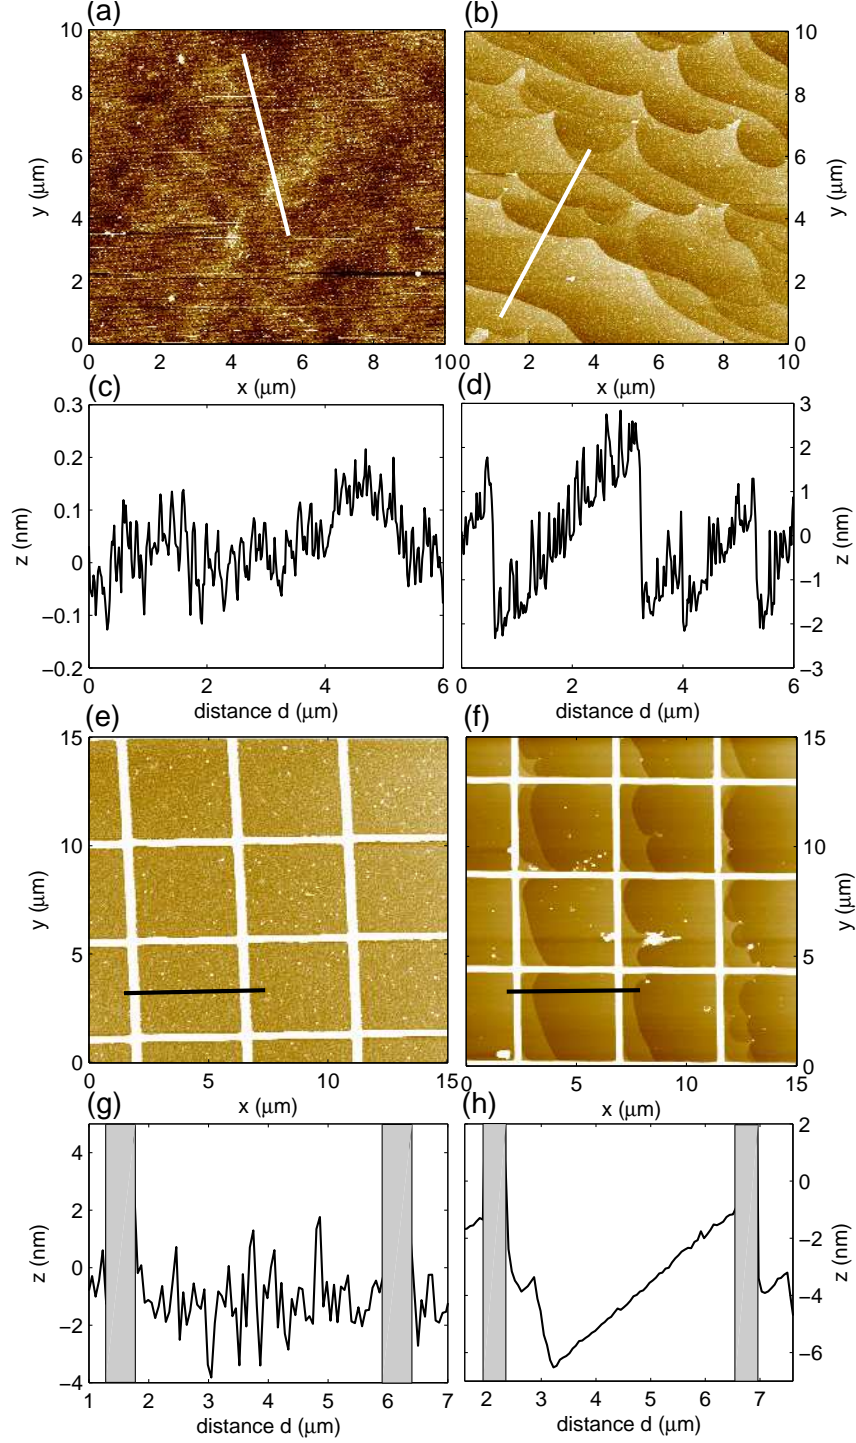 (a) (b)
10 10
8 8
6 6
4 4
2 2
0 0
y (µm) y (µm)
0 2 4 6 8 10 2 4 6 8 10
x (µm) x (µm)
(c) (d)
0.3 3
0.2 2
0.1 1
0 0
−0.1 −1
−0.2 −2
−3
z (nm) z (nm)
0 2 4 6 0 2 4 6
distance d (µm) distance d (µm)
(e) (f)
15 15
10 10
5 5
0 0
y (µm) y (µm)
0 5 10 15 0 5 10 15
x (µm) x (µm)
(g) (h)
4 2
2 0
0 −2
−2 −4
−4 −6
z (nm) z (nm)
1 2 3 4 5 6 7 2 3 4 5 6 7
distance d (µm) distance d (µm)